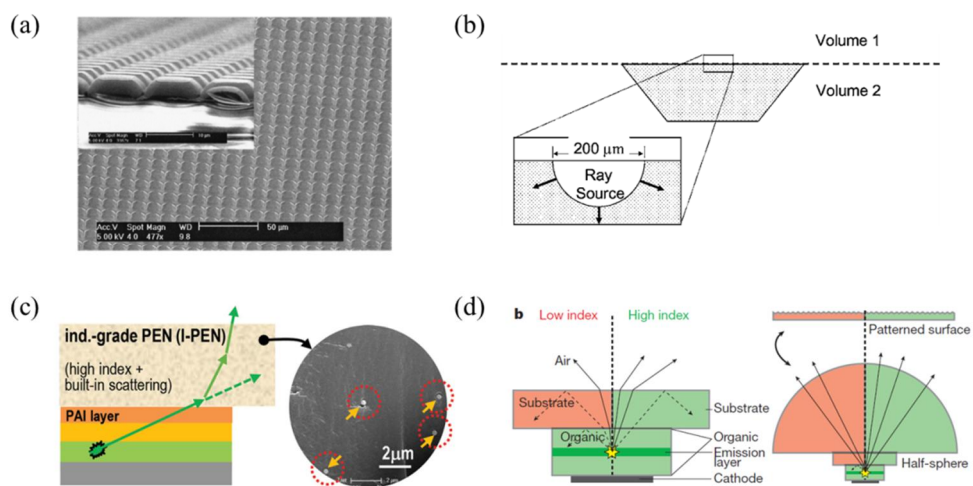 (a)
Acc.V Spot Magn WD
5.00 kV 4.0 477x 9.8
50 µm
(b)
Volume 1
Volume 2
200 µm
Ray
Source
(c)
ind.-grade PEN (I-PEN)
(high index +
built-in scattering)
PAI layer
2µm
(d)
b
Low index
High index
Air
Substrate
Substrate
Organic
Organic
Emission
layer
Cathode
Patterned surface
Half-sphere